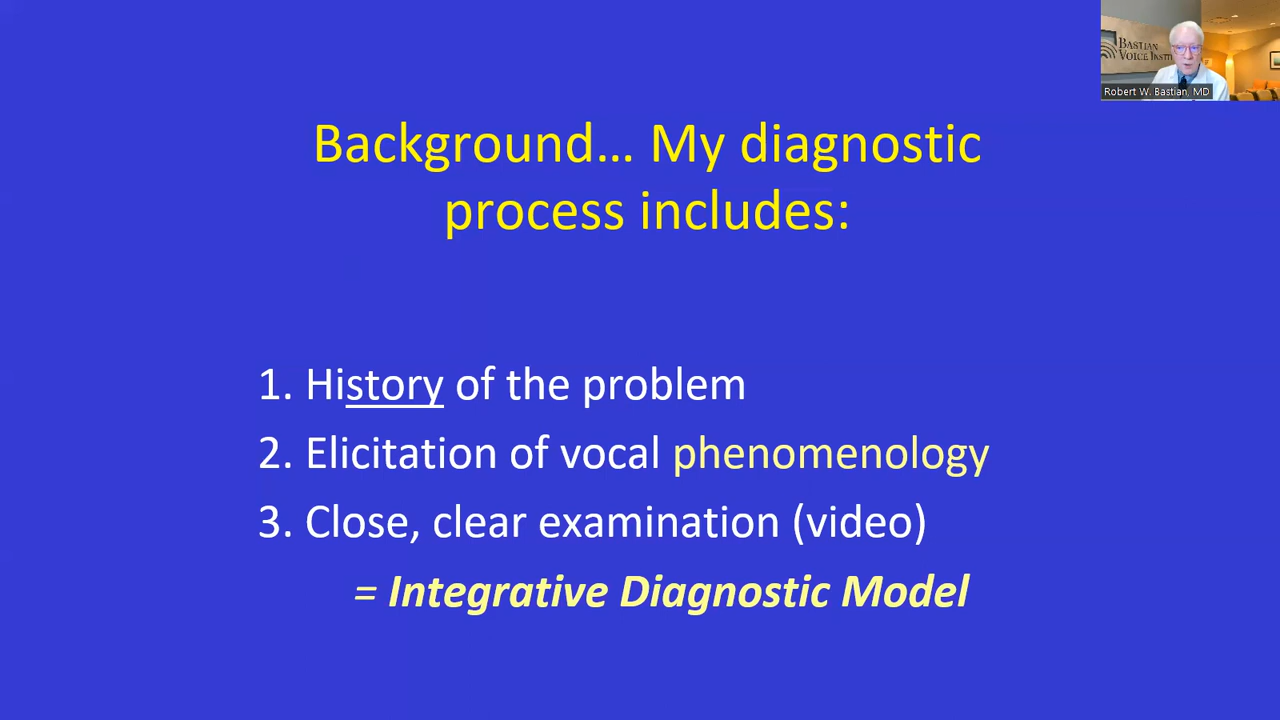 BASTIAN
VOICE INSTI
Robert W. Bastian, MD
Background... My diagnostic
process includes:
1. History of the problem
2. Elicitation of vocal phenomenology
3. Close, clear examination (video)
= Integrative Diagnostic Model